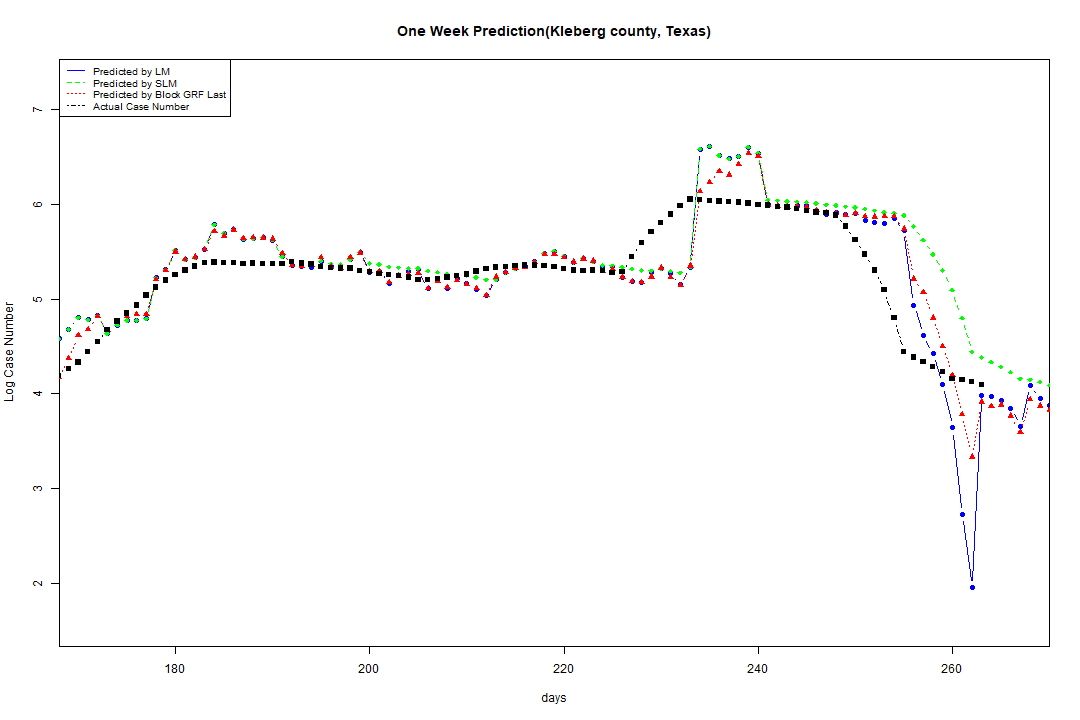 One Week Prediction(Kleberg county, Texas)
Predicted by LM
Predicted by SLM
Predicted by Block GRF Last
Actual Case Number
7
6
5
4
3
2
Log Case Number
180
200
220
240
260
days